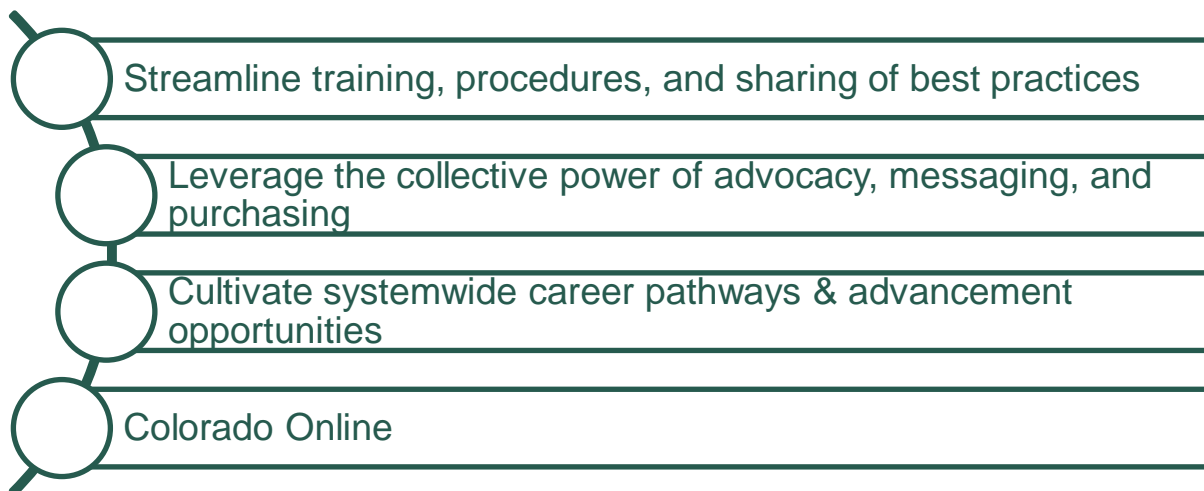 Streamline training, procedures, and sharing of best practices
Leverage the collective power of advocacy, messaging, and
purchasing
Cultivate systemwide career pathways & advancement
opportunities
Colorado Online